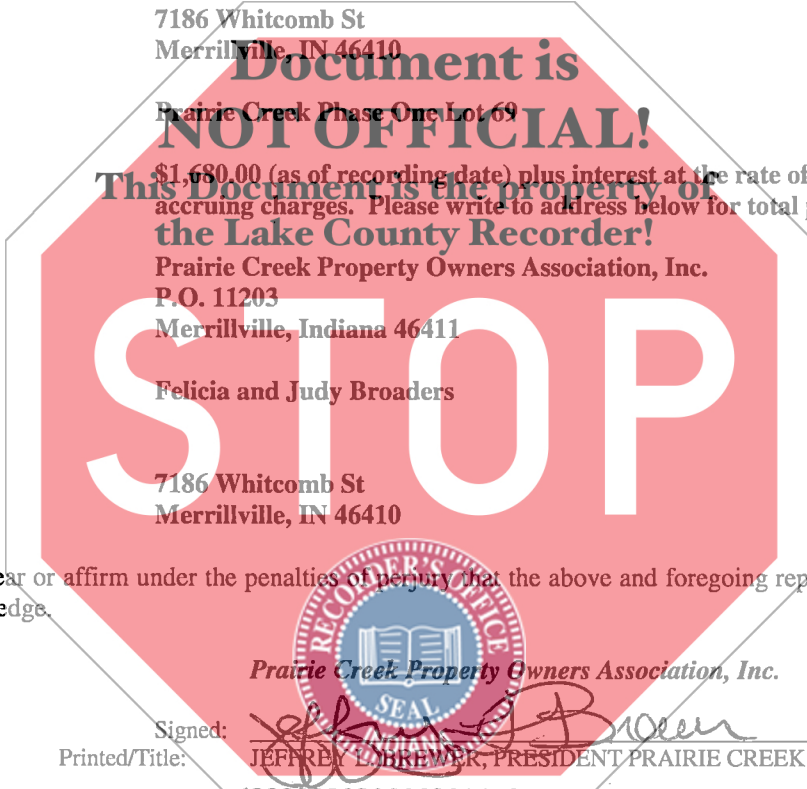 7186 Whitcomb St
Merrillville, IN 46410
Document is
Prairie Creek Phase One Lot 69
NOT OFFICIAL!
$1,680.00 (as of recording date) plus interest at the rate of
This Document is the property of
accruing charges. Please write to address below for total
the Lake County Recorder!
Prairie Creek Property Owners Association, Inc.
P.O. 11203
Merrillville, Indiana 46411
STOP
Felicia and Judy Broaders
7186 Whitcomb St
Merrillville, IN 46410
ear or affirm under the penalties of perjury that the above and foregoing rep
edge.
RECORDER'S OFFICE
SEAL
INDIANA
Prairie Creek Property Owners Association, Inc.
Signed:
Printed/Title: JEFFREY L. BREWER, PRESIDENT PRAIRIE CREEK